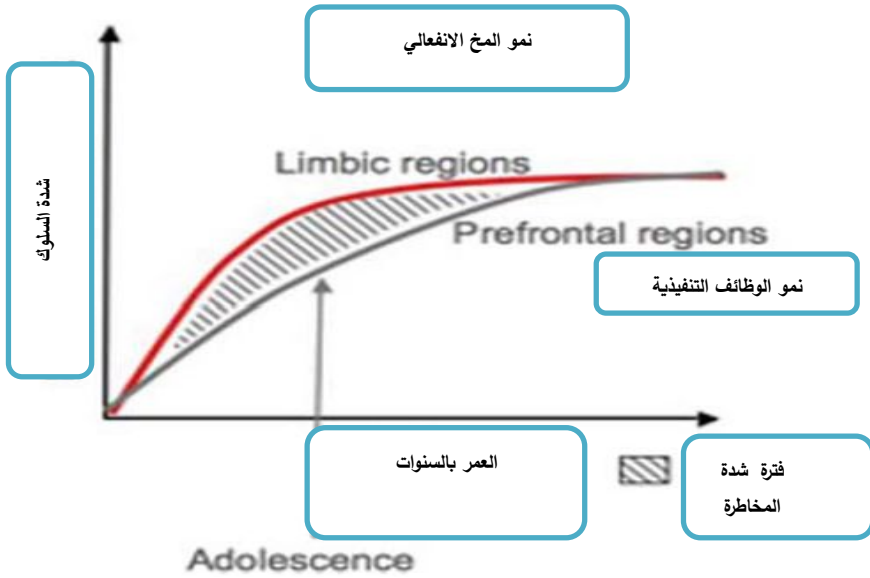 نمو المخ الانفعالي
شدة السلوك
Limbic regions
Prefrontal regions
نمو الوظائف التنفيذية
العمر بالسنوات
فترة شدة
المخاطرة
Adolescence